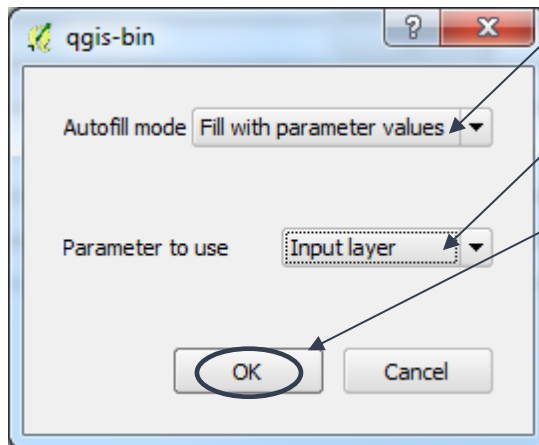 qgis-bin
Autofill mode Fill with parameter values
Parameter to use Input layer
OK Cancel